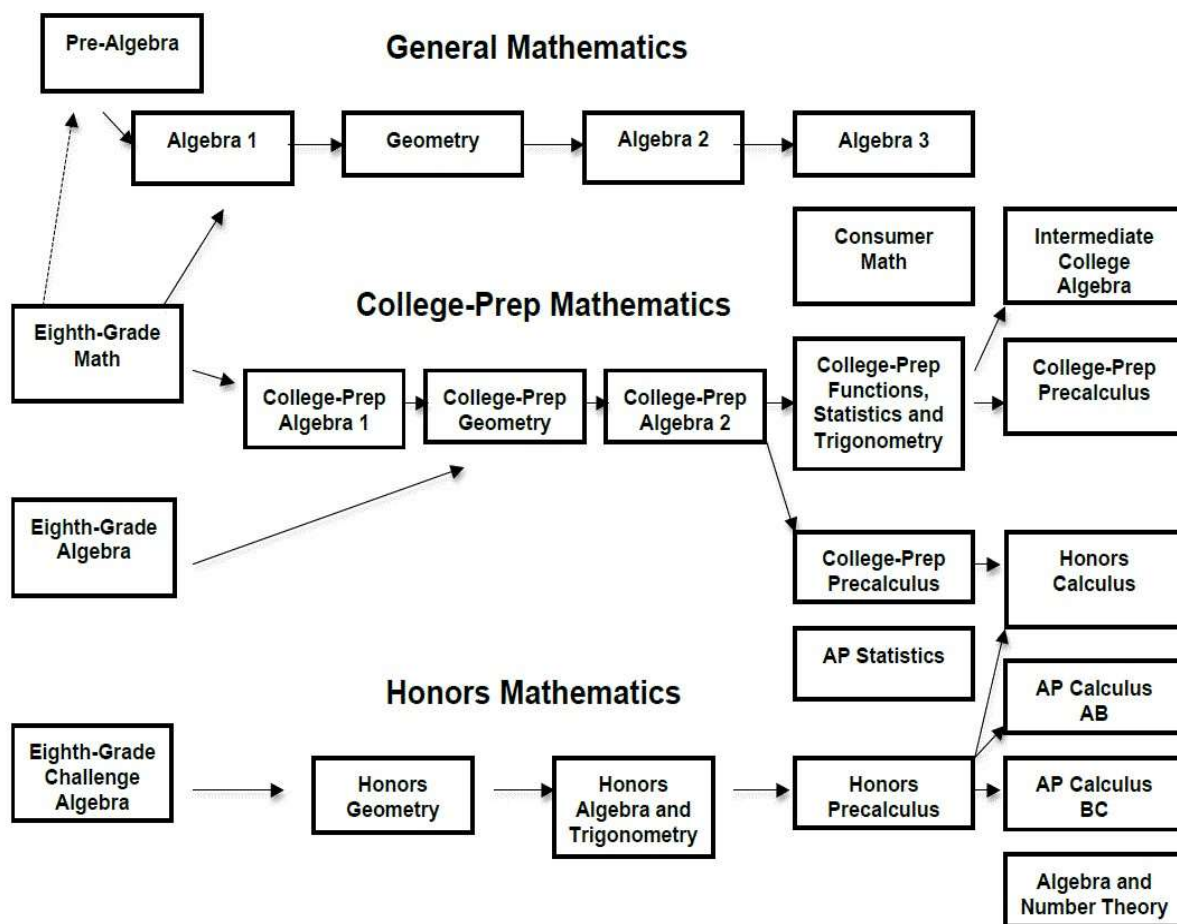 Pre-Algebra
General Mathematics
Algebra 1
Geometry
Algebra 2
Algebra 3
Consumer
Math
Intermediate
College
Algebra
College-Prep Mathematics
Eighth-Grade
Math
College-Prep
Algebra 1
College-Prep
Geometry
College-Prep
Algebra 2
College-Prep
Functions,
Statistics and
Trigonometry
College-Prep
Precalculus
Eighth-Grade
Algebra
College-Prep
Precalculus
Honors
Calculus
AP Statistics
Honors Mathematics
AP Calculus
AB
Eighth-Grade
Challenge
Algebra
Honors
Geometry
Honors
Algebra and
Trigonometry
Honors
Precalculus
AP Calculus
BC
Algebra and
Number Theory